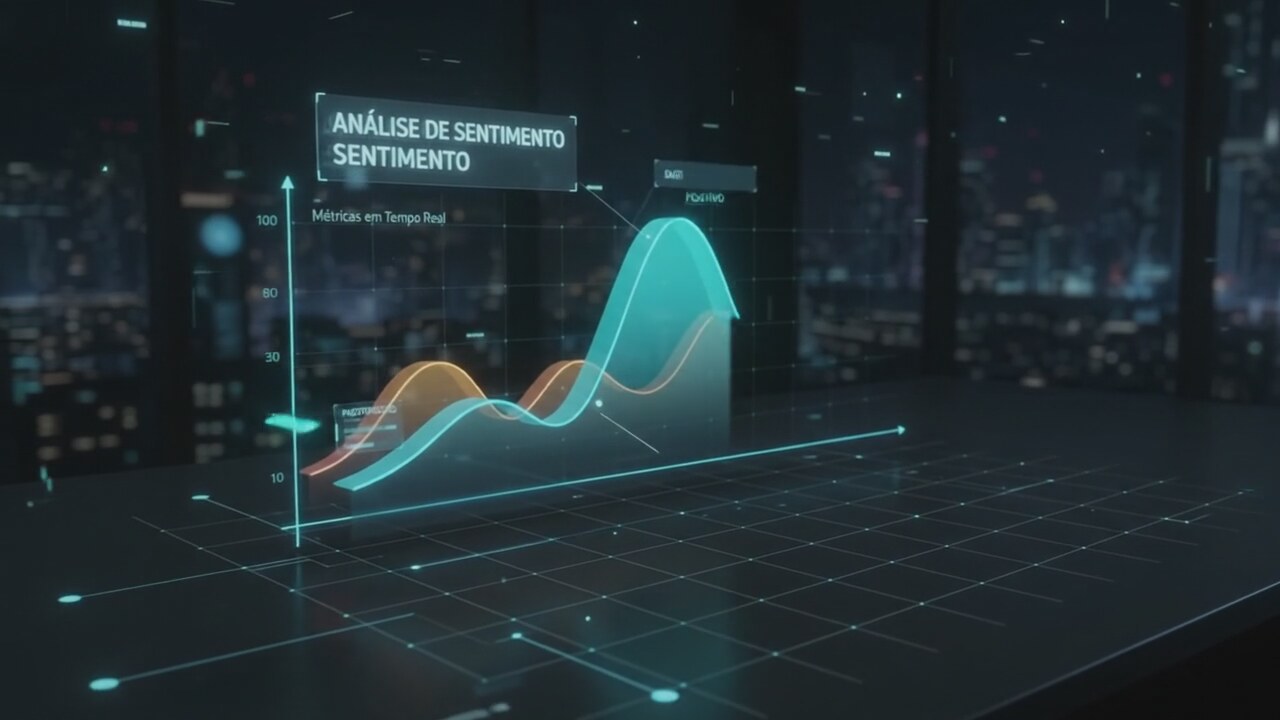 ANÁLISE DE SENTIMENTO
SENTIMENTO
Métricas em Tempo Real
100
80
30
10